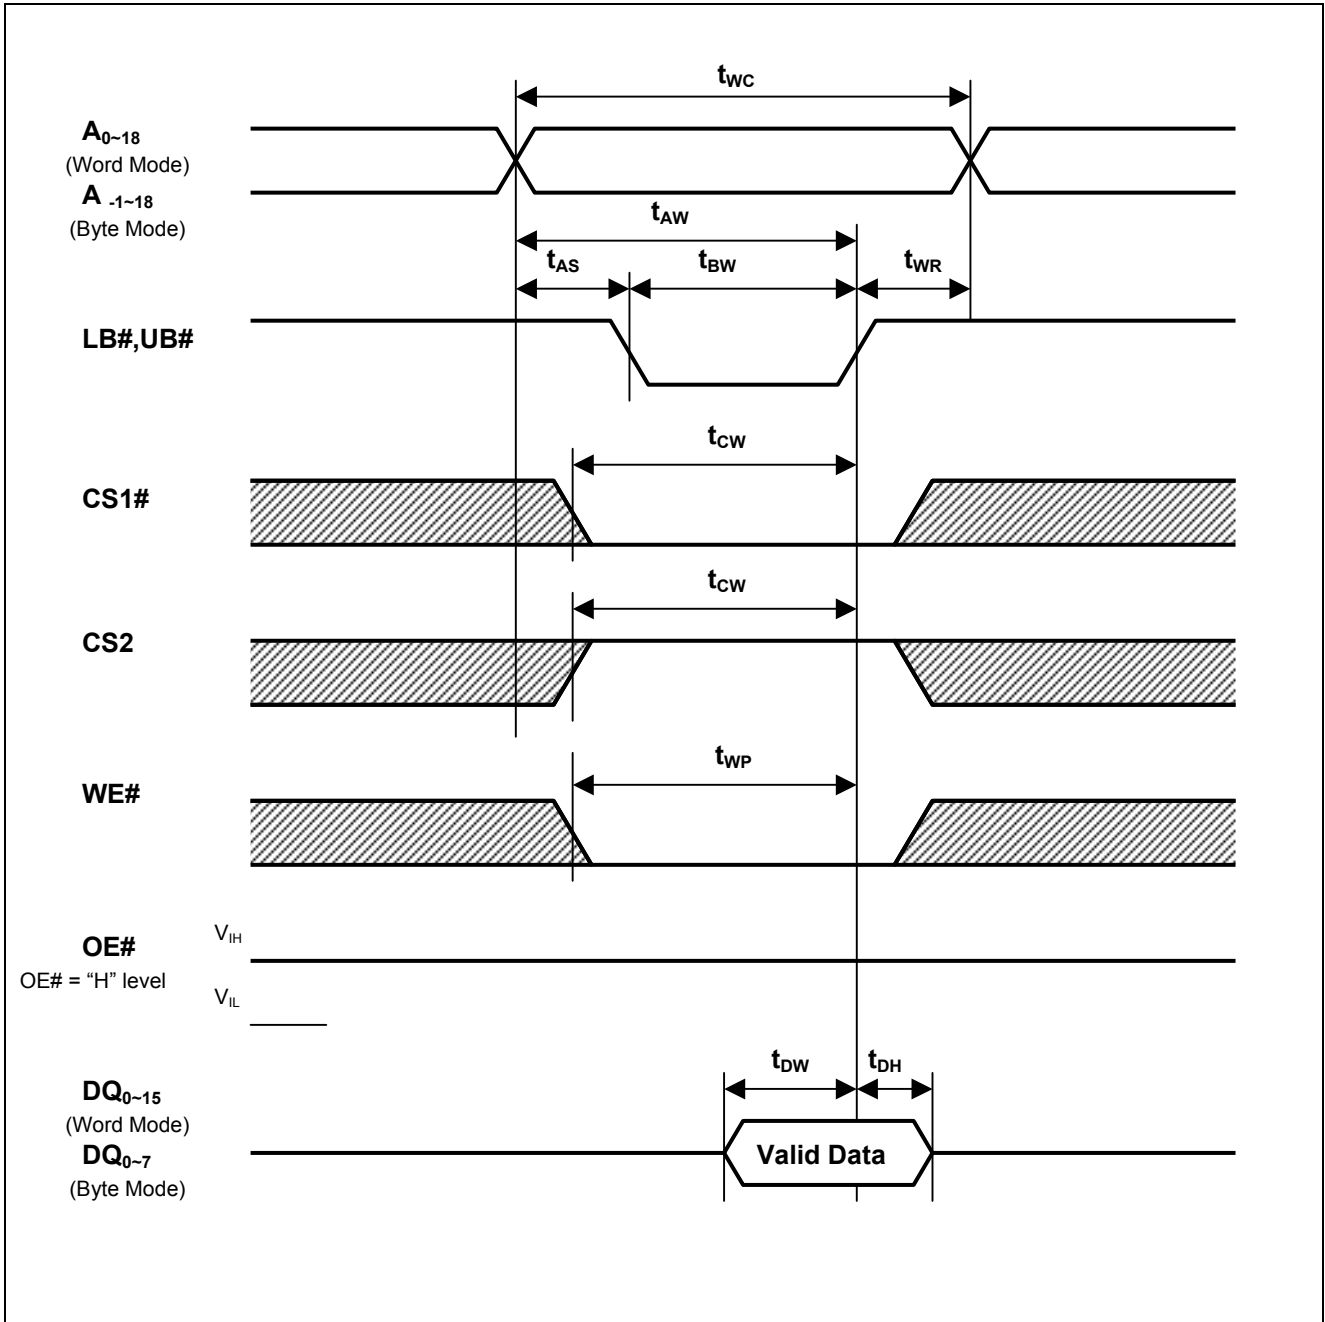 tWC
A0~18
(Word Mode)
A -1~18
(Byte Mode)
tAW
tAS tBW tWR
LB#,UB#
tCW
CS1#
tCW
CS2
tWP
WE#
VIH
OE#
OE# = “H” level
VIL
tDW tDH
DQ0~15
(Word Mode)
DQ0~7
(Byte Mode)
Valid Data